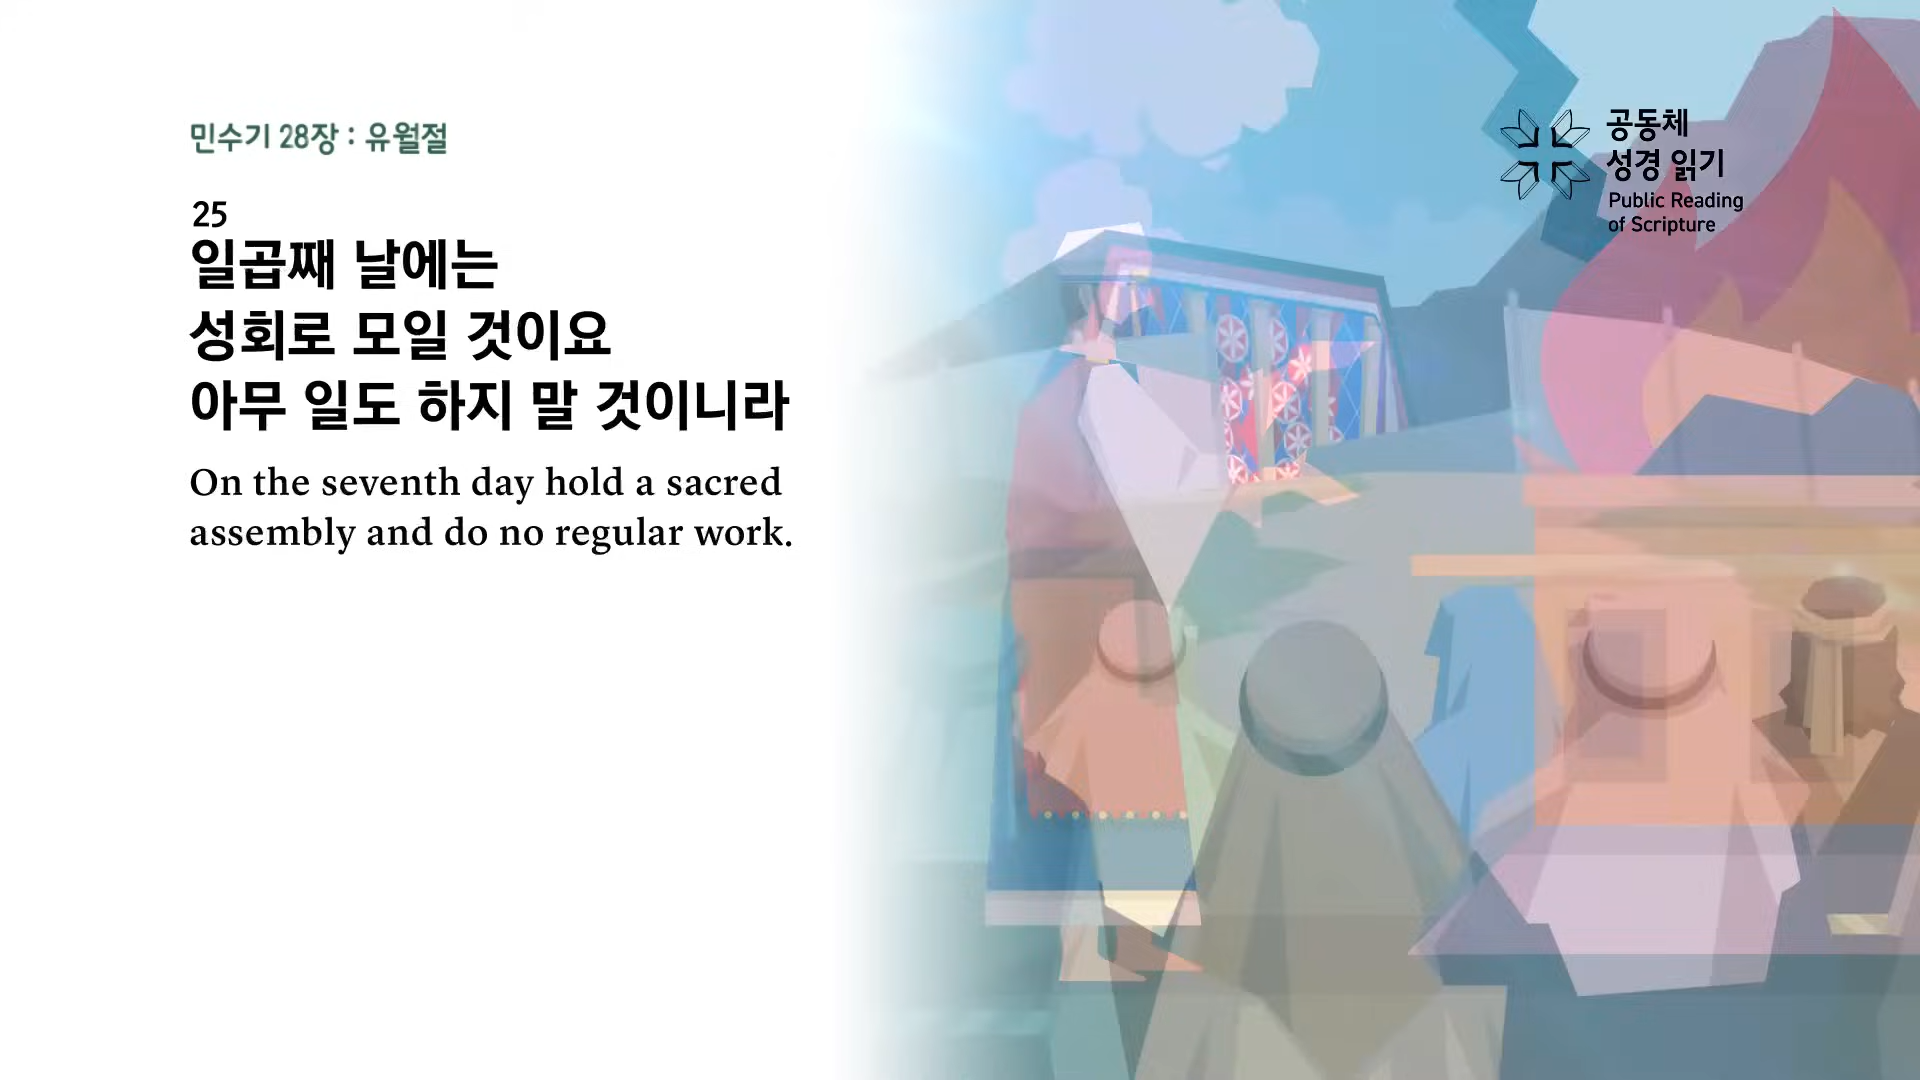 민수기 28장 : 유월절
25
일곱째 날에는
성회로 모일 것이요
아무 일도 하지 말 것이니라
On the seventh day hold a sacred
assembly and do no regular work.
공동체
성경 읽기
Public Reading
of Scripture